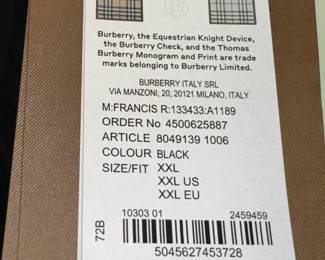 Burberry, the Equestrian Knight Device,
the Burberry Check, and the Thomas
Burberry Monogram and Print are trade
marks belonging to Burberry Limited.
BURBERRY ITALY SRL
VIA MANZONI, 20, 20121 MILANO, ITALY
M:FRANCIS R:133433:A1189
ORDER No 4500625887
ARTICLE 8049139 1006
COLOUR BLACK
SIZE/FIT XXL
XXL US
XXL EU
72B
10303 01 2459459
5045627453728